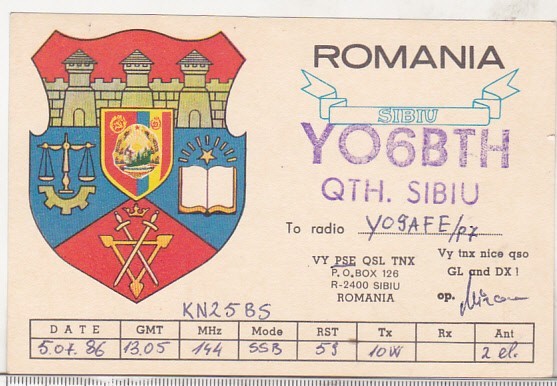 ROMANIA
SIBIU
YO6BTH
QTH. SIBIU
To radio YO9AFE/P7
VY PSE QSL TNX
P.O.BOX 126
R-2400 SIBIU
ROMANIA
Vy tnx nice qso
GL and DX !
op.
KN25BS
DATE GMT MHz Mode RST Tx Rx Ant
5.07.86 13.05 144 SSB 59 10W 2 el.